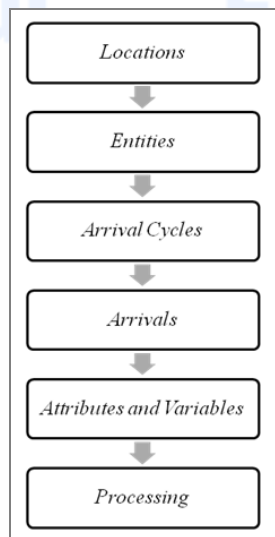 Locations
Entities
Arrival Cycles
Arrivals
Attributes and Variables
Processing